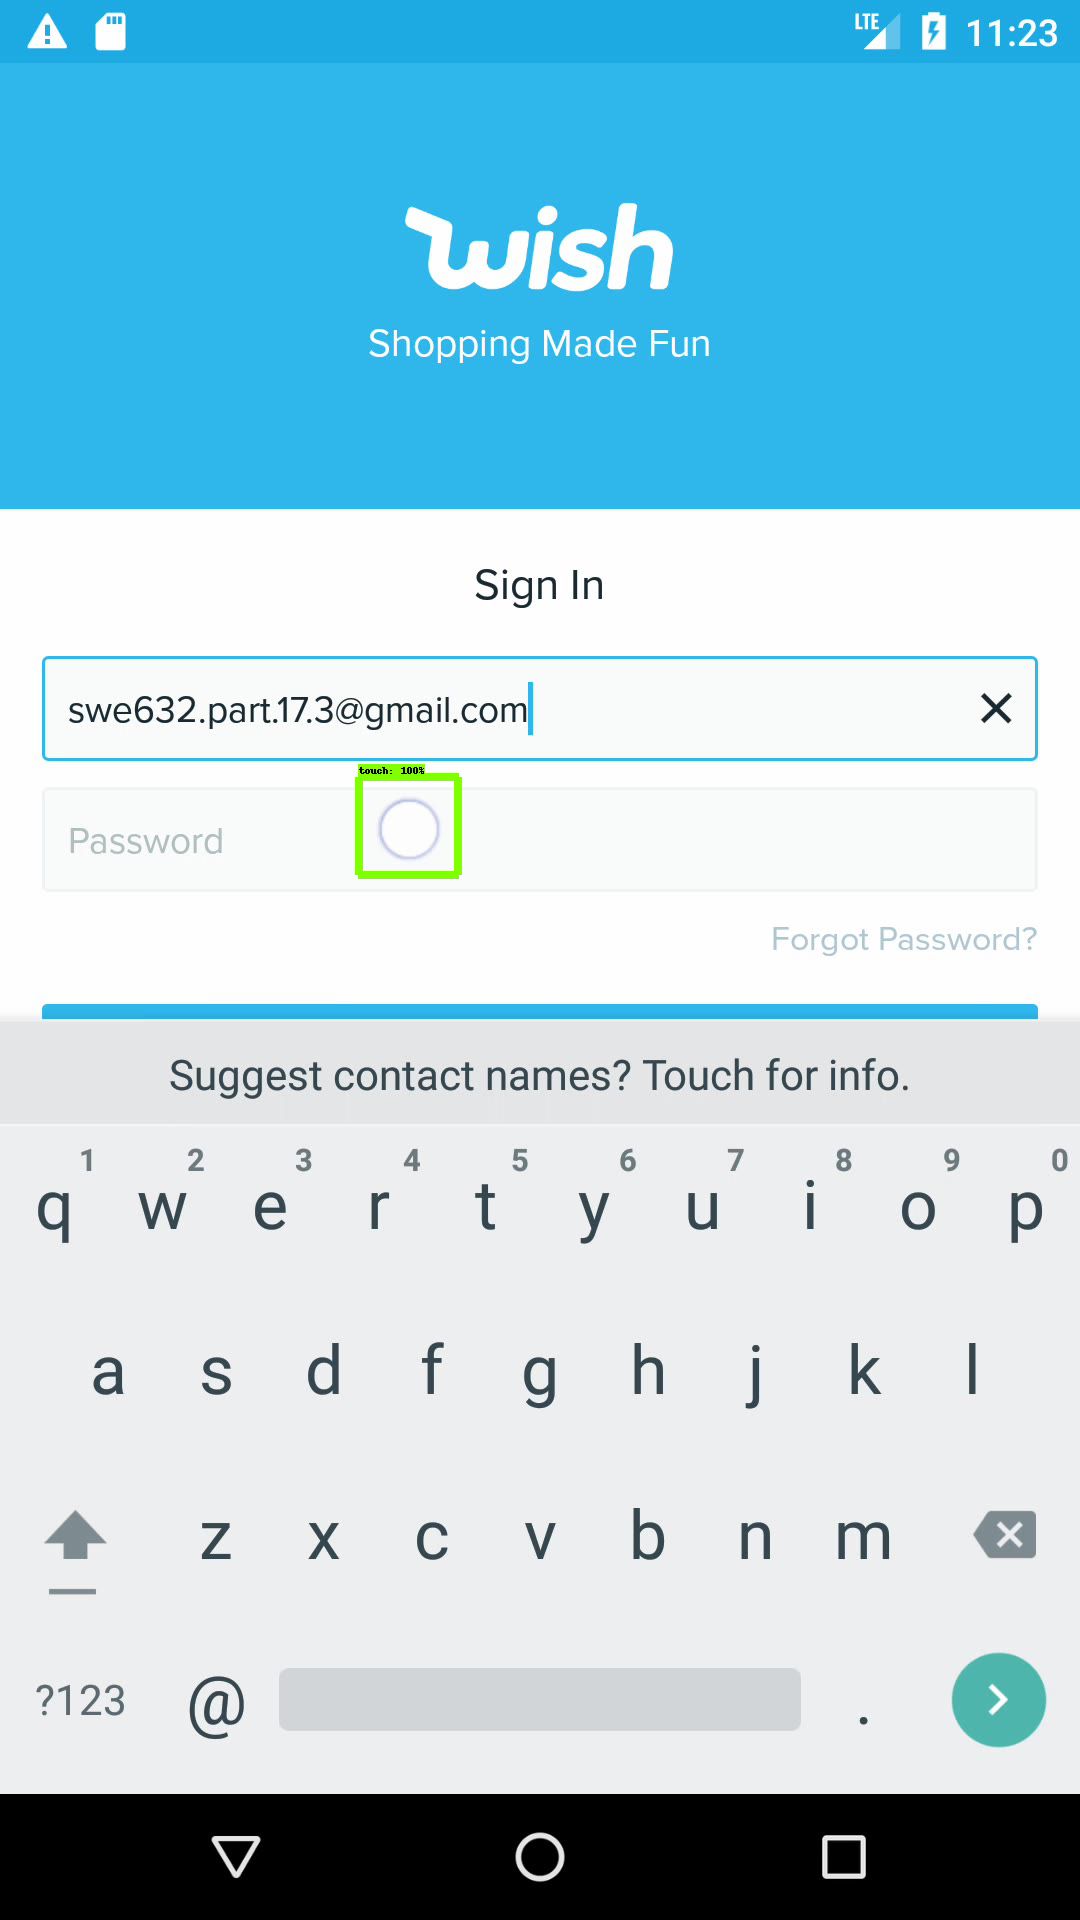 LTE 11:23
wish
Shopping Made Fun
Sign In
swe632.part.17.3@gmail.com
touch: 100%
Password
Forgot Password?
Suggest contact names? Touch for info.
1 2 3 4 5 6 7 8 9 0
q w e r t y u i o p
a s d f g h j k l
z x c v b n m
?123 @ .